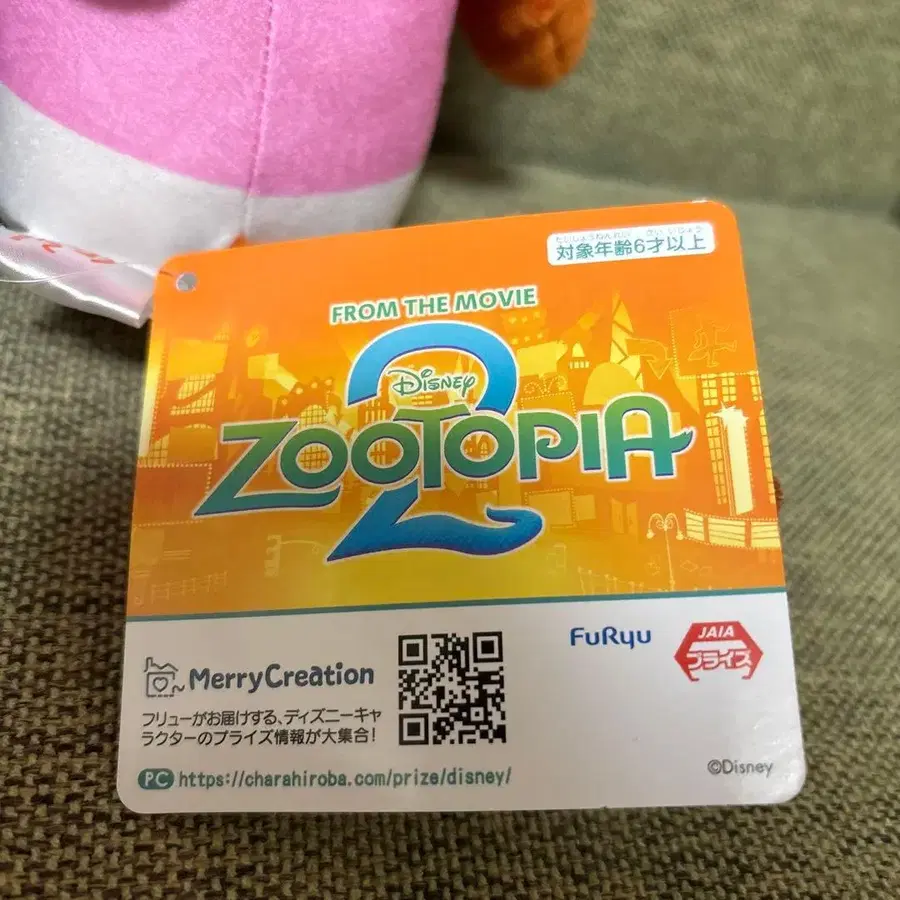 対象年齢6才以上
FROM THE MOVIE
2
Disney
ZOOTOPIA
FuRyu
JAIA
プライズ
MerryCreation
フリューがお届けする、ディズニーキャ
ラクターのプライズ情報が大集合!
PC https://charahiroba.com/prize/disney/
©Disney